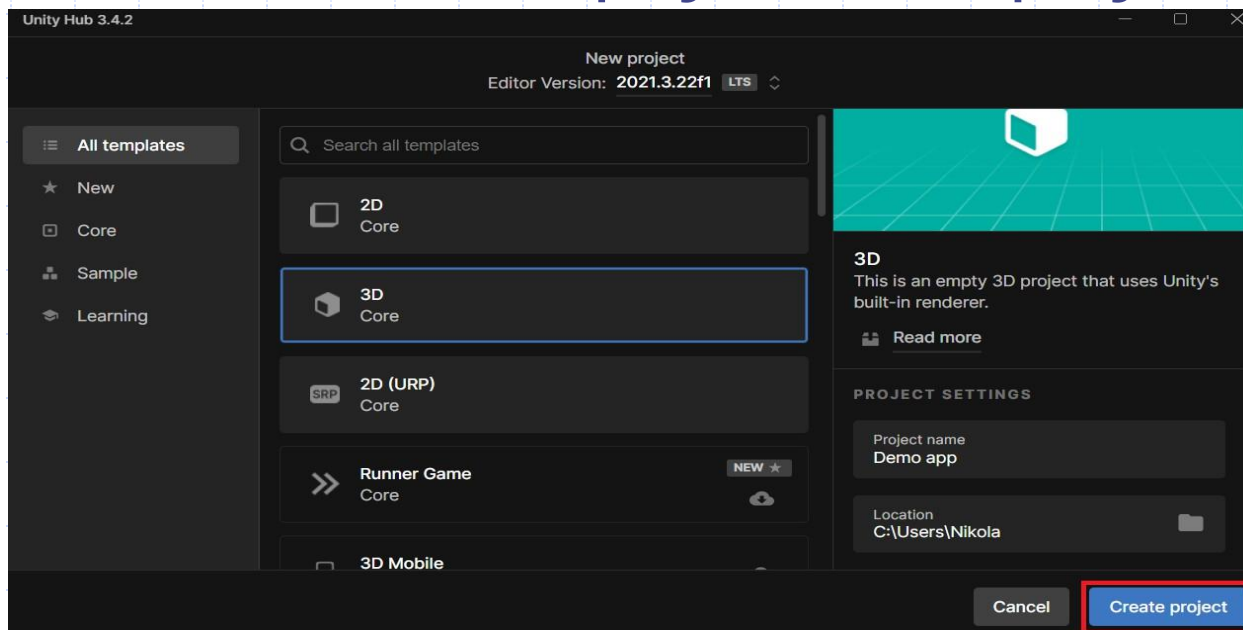 Unity Hub 3.4.2
New project
Editor Version: 2021.3.22f1 LTS
All templates
New
Core
Sample
Learning
Search all templates
2D
Core
3D
Core
SRP
2D (URP)
Core
Runner Game
Core
NEW
3D Mobile
3D
This is an empty 3D project that uses Unity's
built-in renderer.
Read more
PROJECT SETTINGS
Project name
Demo app
Location
C:\Users\Nikola
Cancel
Create project